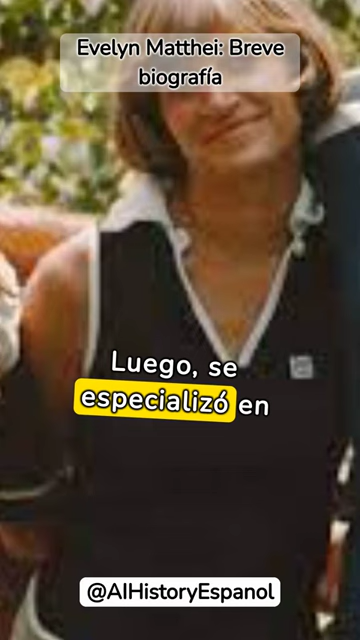 Evelyn Matthei: Breve
biografía
Luego, se
especializó en
@AIHistoryEspanol